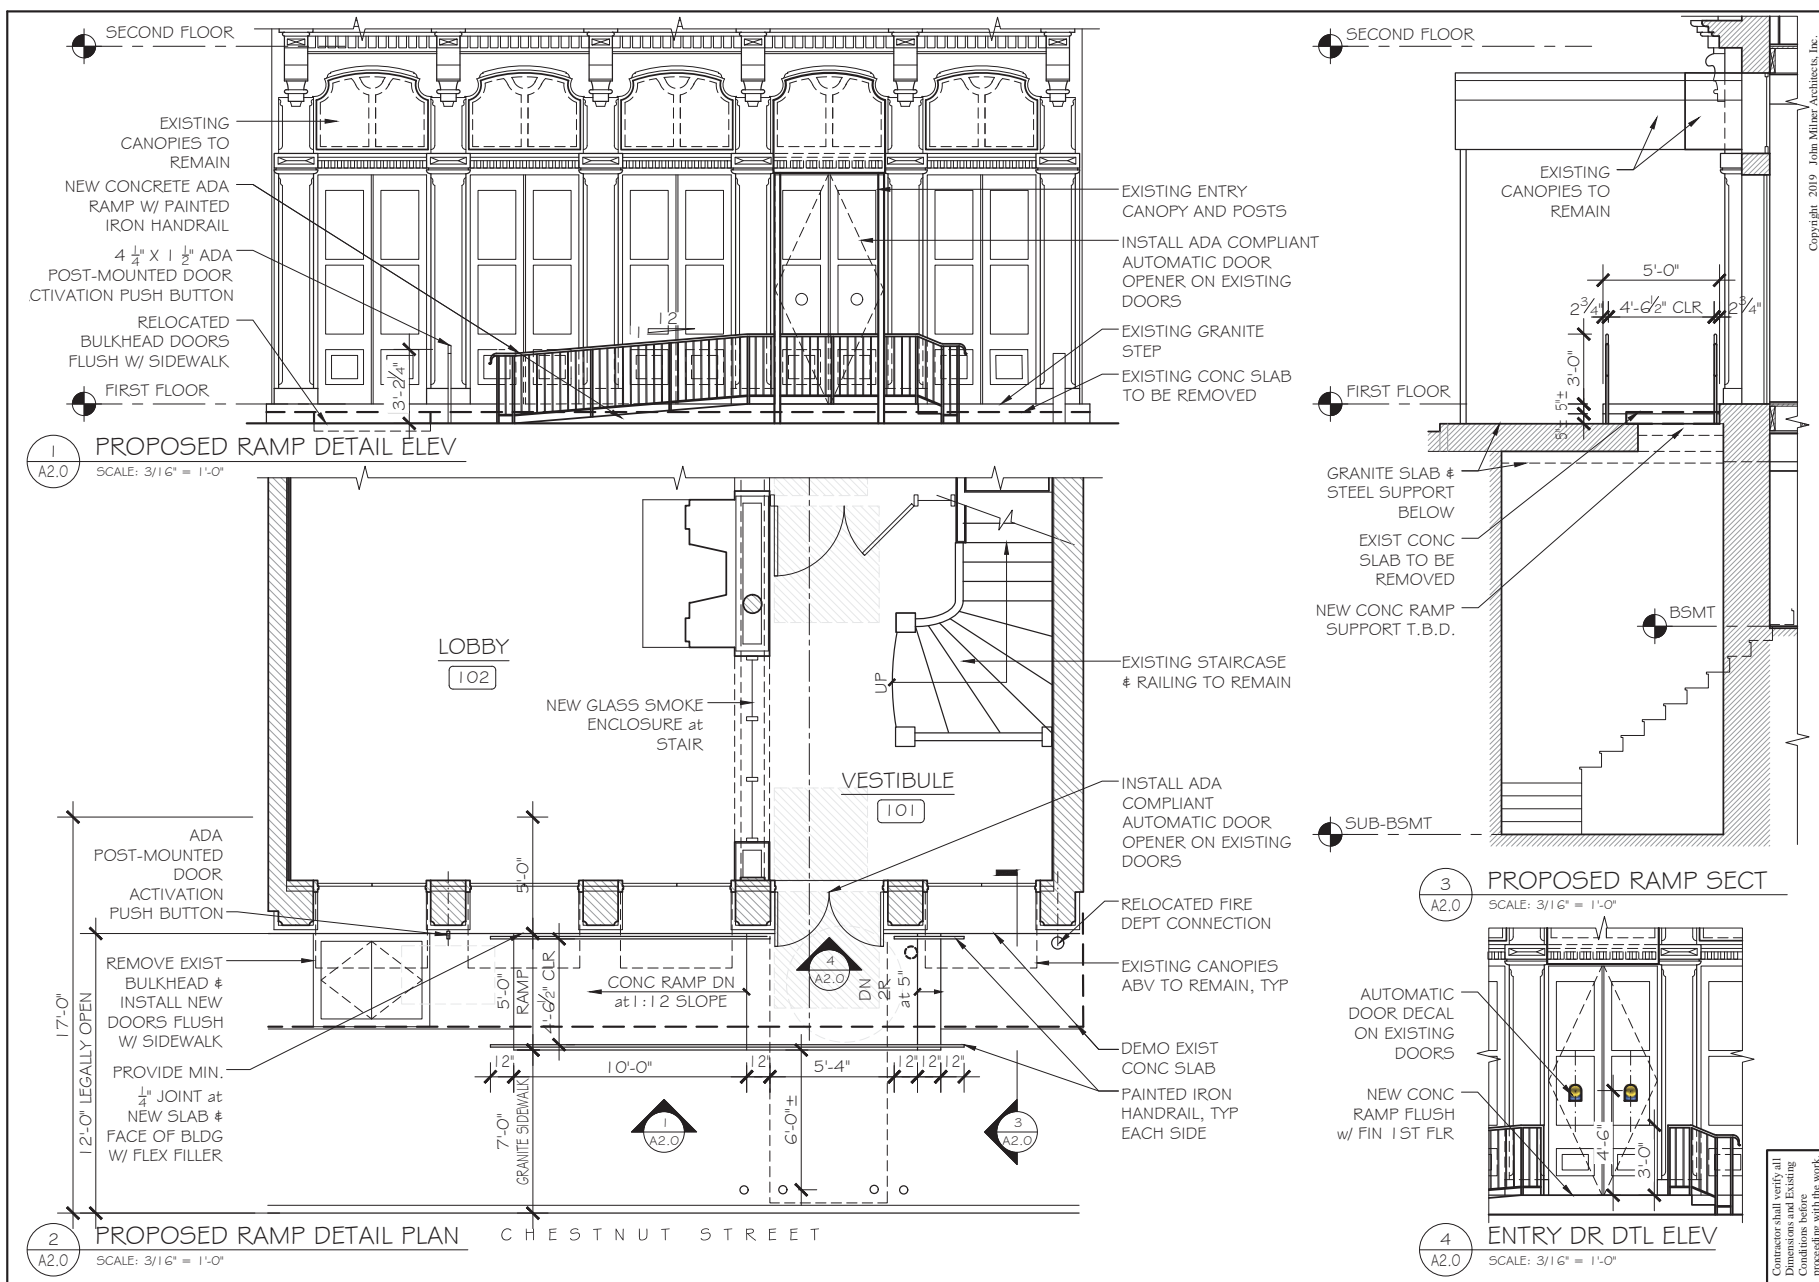 SECOND FLOOR
EXISTING
CANOPIES TO
REMAIN
NEW CONCRETE ADA
RAMP W/ PAINTED
IRON HANDRAIL
4 1/4" X 1 1/2" ADA
POST-MOUNTED DOOR
CTIVATION PUSH BUTTON
RELOCATED
BULKHEAD DOORS
FLUSH W/ SIDEWALK
FIRST FLOOR
3'-2 1/4"
12
1
EXISTING ENTRY
CANOPY AND POSTS
INSTALL ADA COMPLIANT
AUTOMATIC DOOR
OPENER ON EXISTING
DOORS
EXISTING GRANITE
STEP
EXISTING CONC SLAB
TO BE REMOVED
1
A2.0
PROPOSED RAMP DETAIL ELEV
SCALE: 3/16" = 1'-0"
LOBBY
102
NEW GLASS SMOKE
ENCLOSURE at
STAIR
UP
VESTIBULE
101
EXISTING STAIRCASE
& RAILING TO REMAIN
INSTALL ADA
COMPLIANT
AUTOMATIC DOOR
OPENER ON EXISTING
DOORS
RELOCATED FIRE
DEPT CONNECTION
EXISTING CANOPIES
ABV TO REMAIN, TYP
DEMO EXIST
CONC SLAB
PAINTED IRON
HANDRAIL, TYP
EACH SIDE
ADA
POST-MOUNTED
DOOR
ACTIVATION
PUSH BUTTON
REMOVE EXIST
BULKHEAD &
INSTALL NEW
DOORS FLUSH
W/ SIDEWALK
PROVIDE MIN.
1/4" JOINT at
NEW SLAB &
FACE OF BLDG
W/ FLEX FILLER
17'-0"
12'-0" LEGALLY OPEN
5'-0"
5'-0"
RAMP
4'-6 1/2" CLR
CONC RAMP DN
at 1:12 SLOPE
4
A2.0
DN
2R
at 5"
12"
10'-0"
12"
5'-4"
12"
12"
12"
7'-0"
GRANITE SIDEWALK
6'-0"±
1
A2.0
3
A2.0
2
A2.0
PROPOSED RAMP DETAIL PLAN
SCALE: 3/16" = 1'-0"
CHESTNUT STREET
SECOND FLOOR
EXISTING
CANOPIES TO
REMAIN
5'-0"
2 3/4"
4'-6 1/2" CLR
2 3/4"
3'-0"
5"±
5"±
FIRST FLOOR
GRANITE SLAB &
STEEL SUPPORT
BELOW
EXIST CONC
SLAB TO BE
REMOVED
NEW CONC RAMP
SUPPORT T.B.D.
BSMT
SUB-BSMT
3
A2.0
PROPOSED RAMP SECT
SCALE: 3/16" = 1'-0"
AUTOMATIC
DOOR DECAL
ON EXISTING
DOORS
NEW CONC
RAMP FLUSH
w/ FIN 1ST FLR
4'-6"
3'-0"
4
A2.0
ENTRY DR DTL ELEV
SCALE: 3/16" = 1'-0"
Copyright 2019 John Milner Architects, Inc.
Contractor shall verify all
Dimensions and Existing
Conditions before
proceeding with the work.